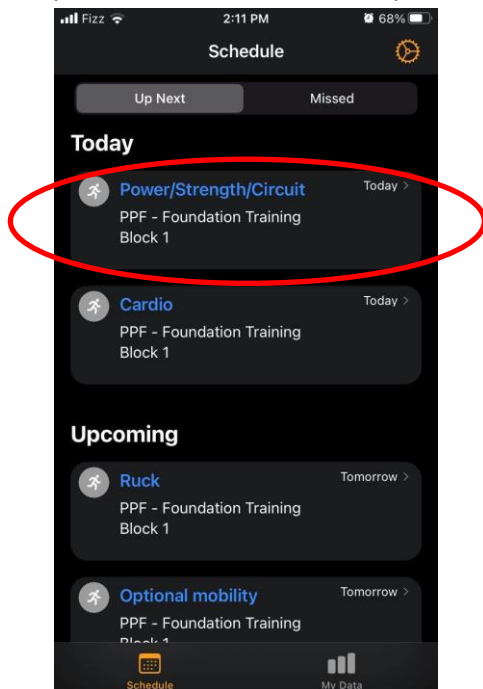 Fizz 2:11 PM 68%
Schedule
Up Next Missed
Today
Power/Strength/Circuit Today >
PPF - Foundation Training
Block 1
Cardio Today >
PPF - Foundation Training
Block 1
Upcoming
Ruck Tomorrow >
PPF - Foundation Training
Block 1
Optional mobility Tomorrow >
PPF - Foundation Training
Block 1
Schedule My Data